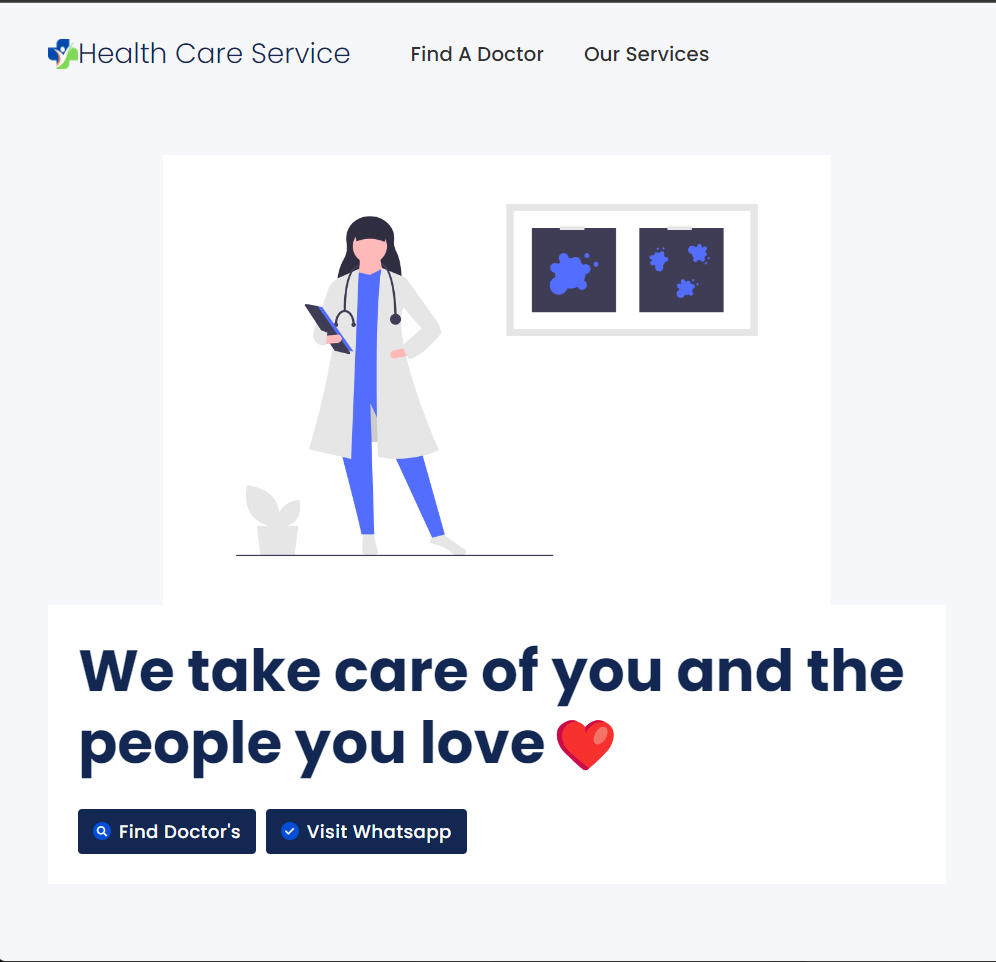 Health Care Service
Find A Doctor
Our Services
We take care of you and the
people you love ❤️
Find Doctor's
Visit Whatsapp